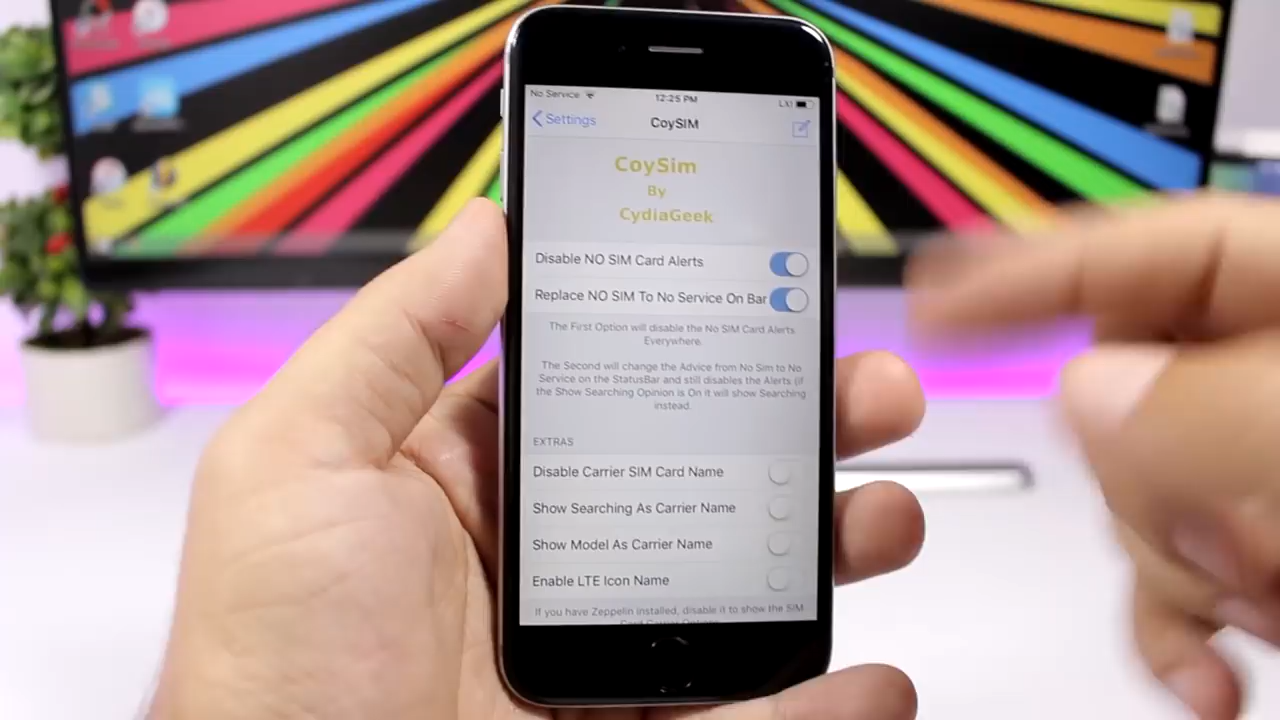 No Service 12:25 PM
Settings CoySIM
CoySim
By
CydiaGeek
Disable NO SIM Card Alerts
Replace NO SIM To No Service On Bar
The First Option will disable the No SIM Card Alerts
Everywhere.
The Second will change the Advice from No Sim to No
Service on the StatusBar and still disables the Alerts (if
the Show Searching Opinion is On it will show Searching
instead.
EXTRAS
Disable Carrier SIM Card Name
Show Searching As Carrier Name
Show Model As Carrier Name
Enable LTE Icon Name
If you have Zeppelin installed, disable it to show the SIM